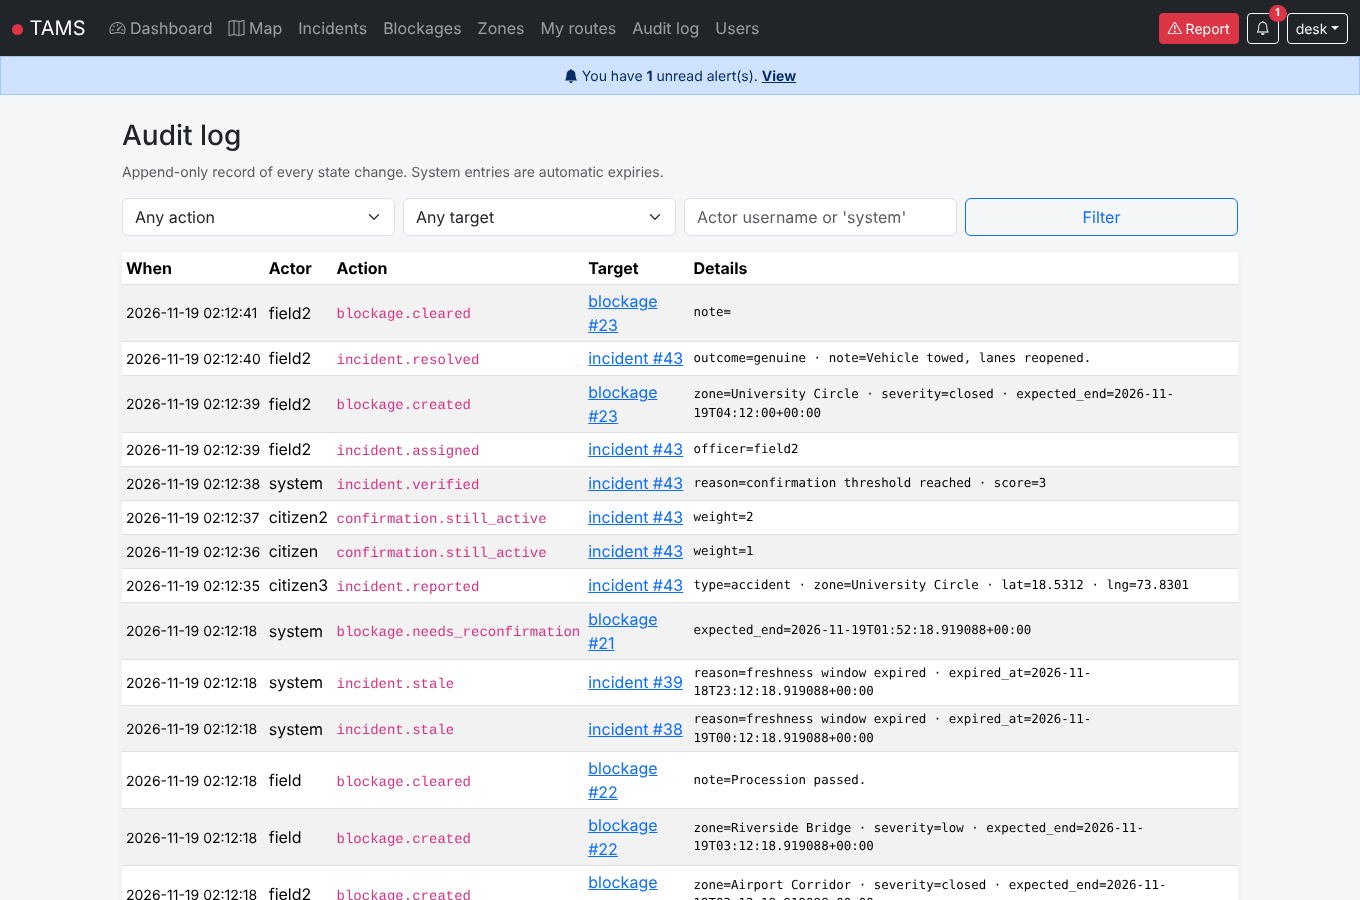 TAMS Dashboard Map Incidents Blockages Zones My routes Audit log Users Report 1 desk
You have 1 unread alert(s). View
Audit log
Append-only record of every state change. System entries are automatic expiries.
Any action Any target Actor username or 'system' Filter
When Actor Action Target Details
2026-11-19 02:12:41 field2 blockage.cleared blockage #23 note=
2026-11-19 02:12:40 field2 incident.resolved incident #43 outcome=genuine · note=Vehicle towed, lanes reopened.
2026-11-19 02:12:39 field2 blockage.created blockage #23 zone=University Circle · severity=closed · expected_end=2026-11-
19T04:12:00+00:00
2026-11-19 02:12:39 field2 incident.assigned incident #43 officer=field2
2026-11-19 02:12:38 system incident.verified incident #43 reason=confirmation threshold reached · score=3
2026-11-19 02:12:37 citizen2 confirmation.still_active incident #43 weight=2
2026-11-19 02:12:36 citizen confirmation.still_active incident #43 weight=1
2026-11-19 02:12:35 citizen3 incident.reported incident #43 type=accident · zone=University Circle · lat=18.5312 · lng=73.8301
2026-11-19 02:12:18 system blockage.needs_reconfirmation blockage #21 expected_end=2026-11-19T01:52:18.919088+00:00
2026-11-19 02:12:18 system incident.stale incident #39 reason=freshness window expired · expired_at=2026-11-
18T23:12:18.919088+00:00
2026-11-19 02:12:18 system incident.stale incident #38 reason=freshness window expired · expired_at=2026-11-
19T00:12:18.919088+00:00
2026-11-19 02:12:18 field blockage.cleared blockage #22 note=Procession passed.
2026-11-19 02:12:18 field blockage.created blockage #22 zone=Riverside Bridge · severity=low · expected_end=2026-11-
19T03:12:18.919088+00:00
2026-11-19 02:12:18 field2 blockage.created blockage zone=Airport Corridor · severity=closed · expected_end=2026-11-